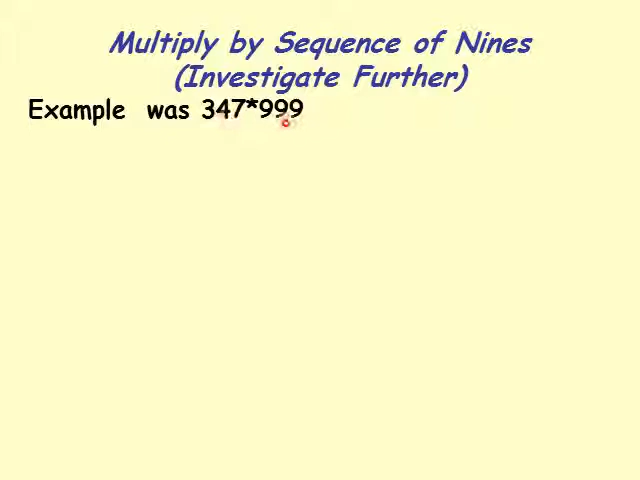 Multiply by Sequence of Nines
(Investigate Further)
Example was 347*999